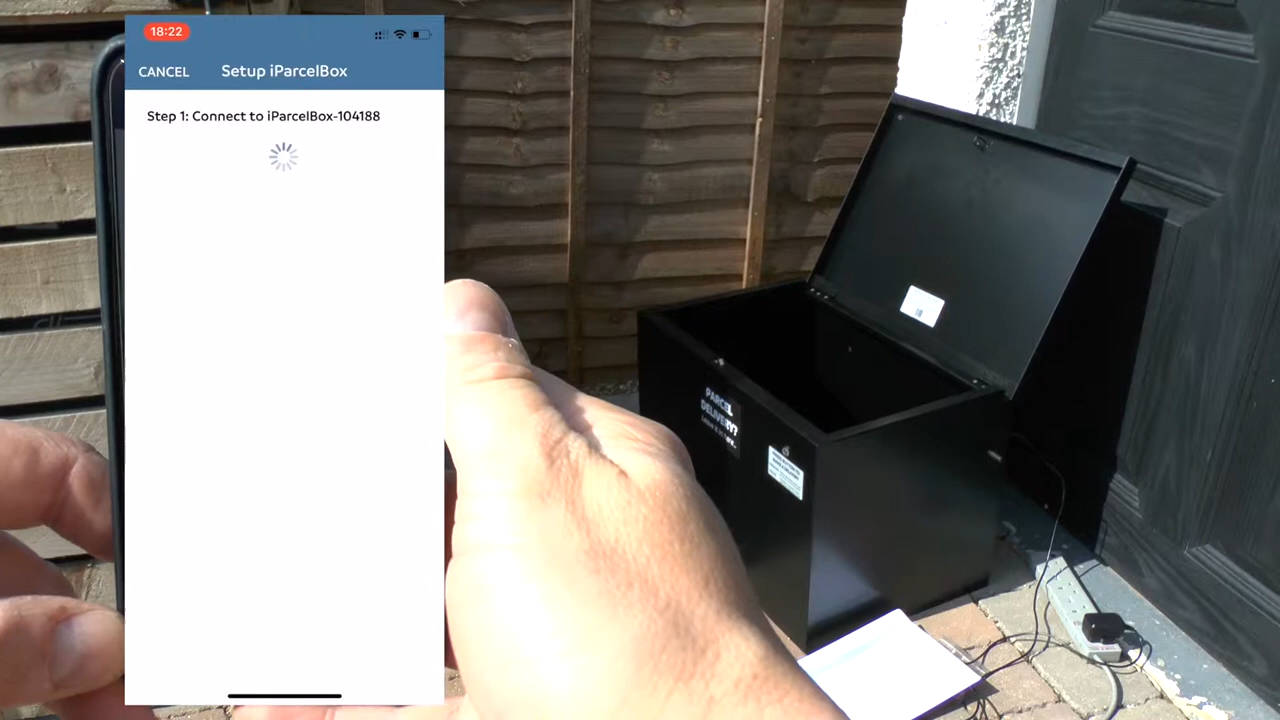 18:22
CANCEL Setup iParcelBox
Step 1: Connect to iParcelBox-104188
PARCEL
DELIVERY?